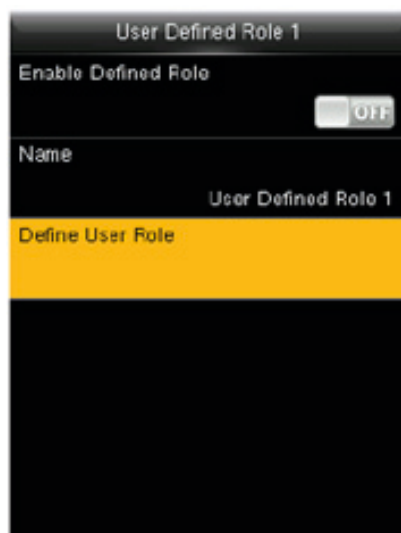 User Defined Role 1
Enable Defined Role
OFF
Name
User Defined Role 1
Define User Role